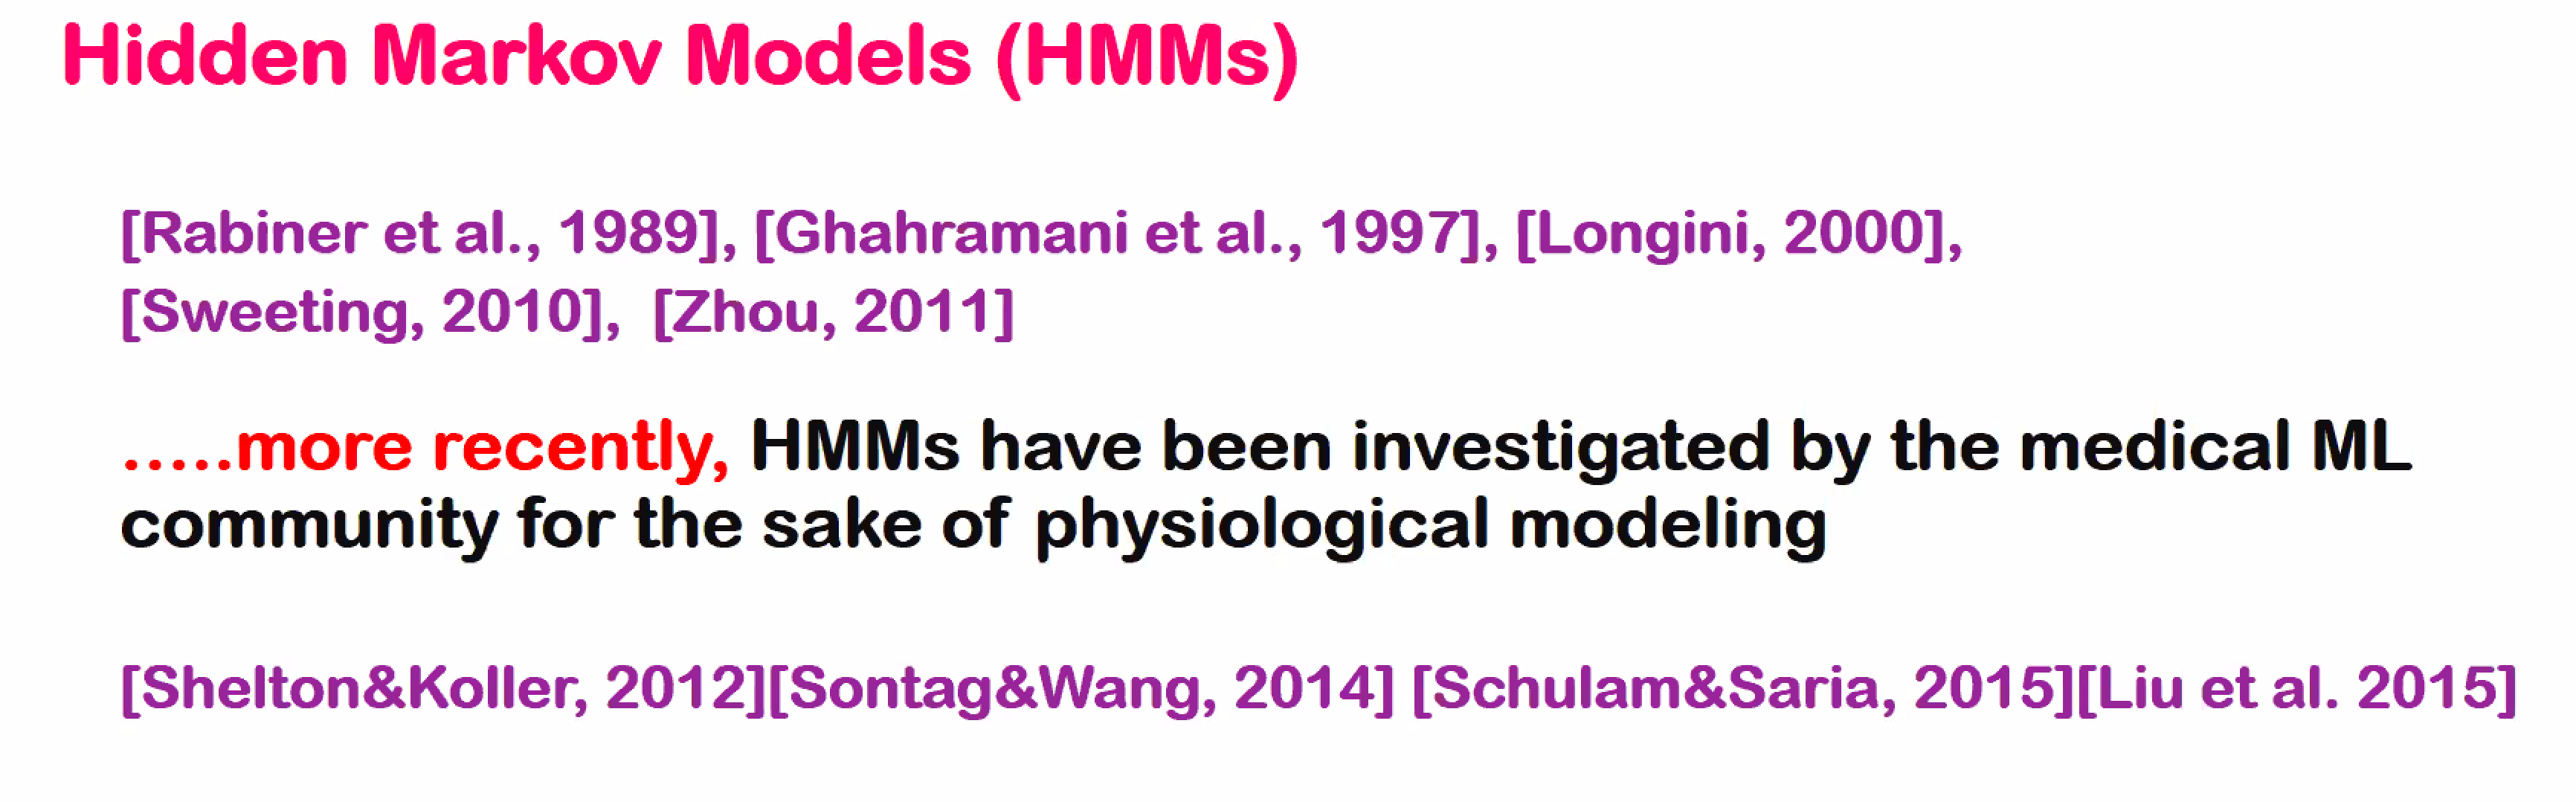 Hidden Markov Models (HMMs)
[Rabiner et al., 1989], [Ghahramani et al., 1997], [Longini, 2000],
[Sweeting, 2010], [Zhou, 2011]
.....more recently, HMMs have been investigated by the medical ML
community for the sake of physiological modeling
[Shelton&Koller, 2012][Sontag&Wang, 2014] [Schulam&Saria, 2015][Liu et al. 2015]